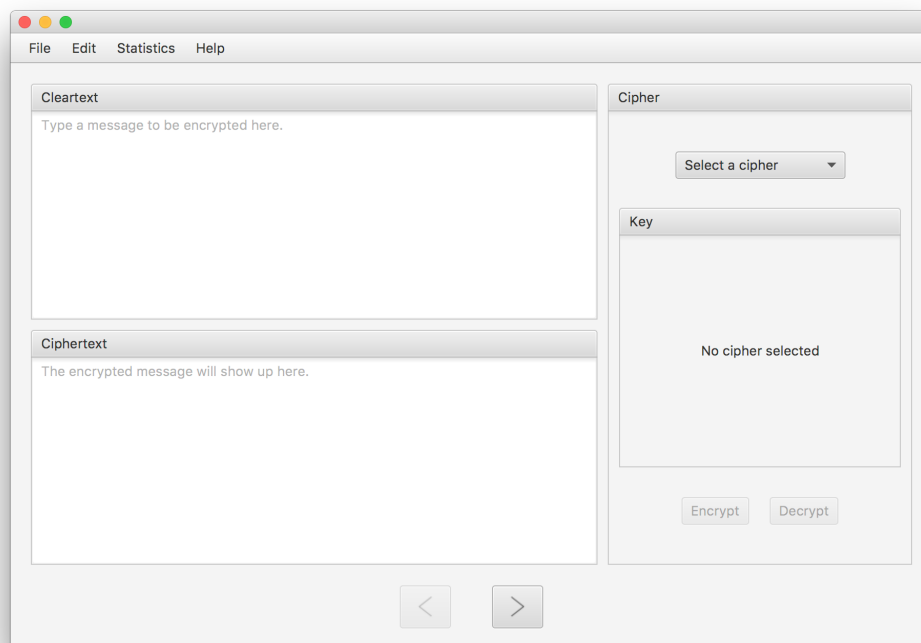 File Edit Statistics Help
Cleartext
Type a message to be encrypted here.
Ciphertext
The encrypted message will show up here.
Cipher
Select a cipher
Key
No cipher selected
Encrypt Decrypt
< >